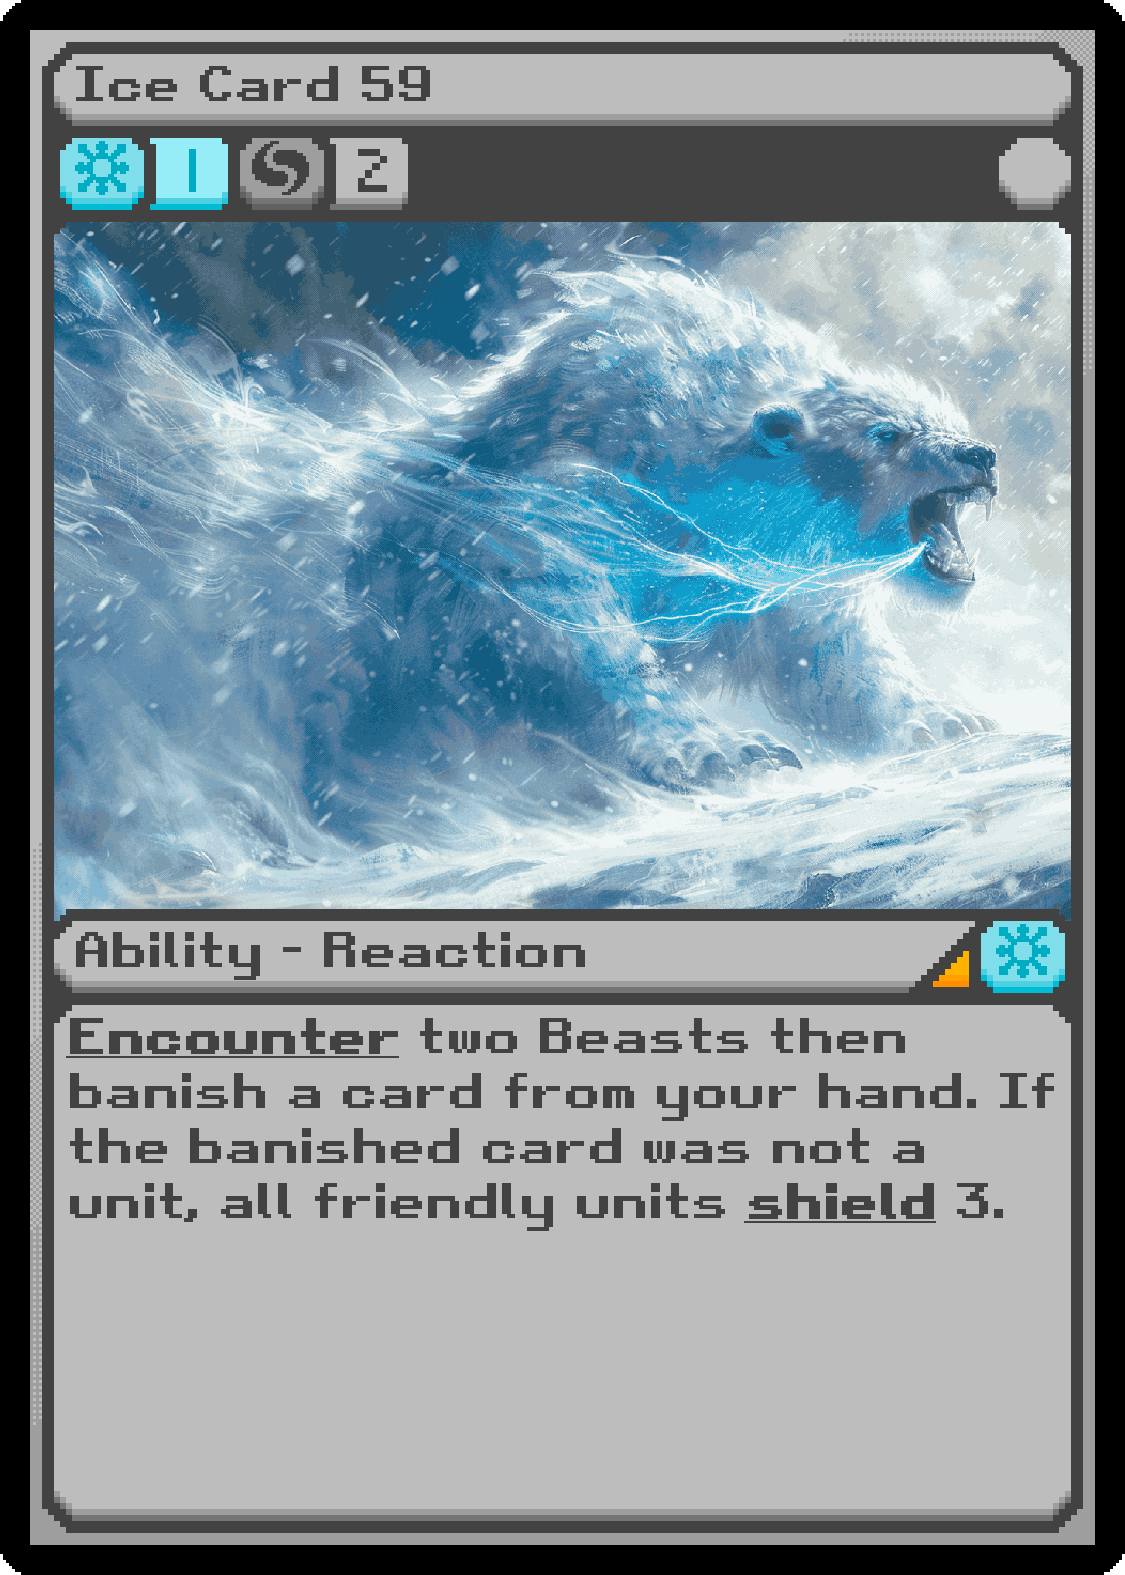 Ice Card 59
1 2
Ability - Reaction
Encounter two Beasts then
banish a card from your hand. If
the banished card was not a
unit, all friendly units shield 3.